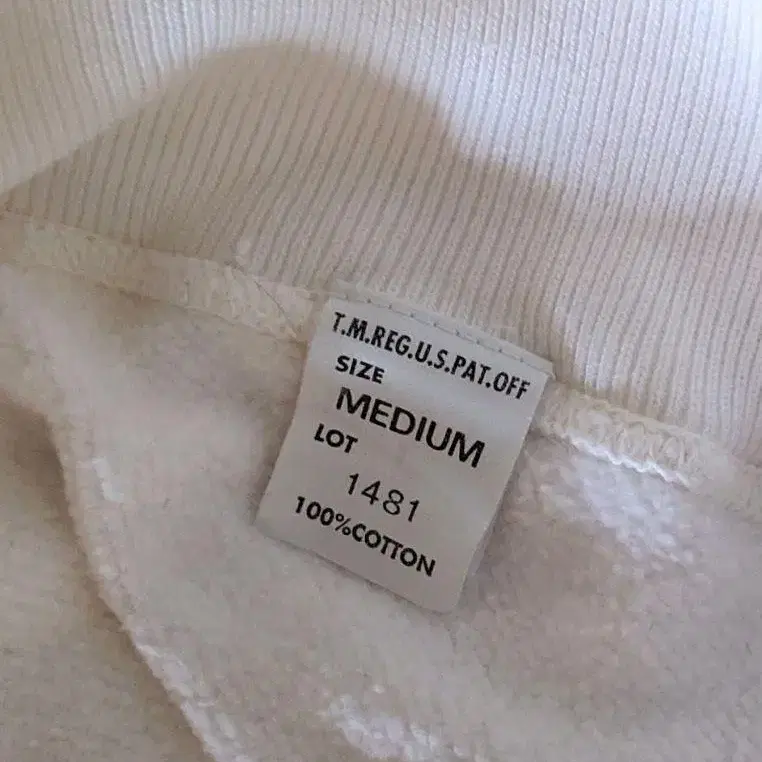 T.M.REG.U.S.PAT.OFF
SIZE
MEDIUM
LOT
1481
100%COTTON